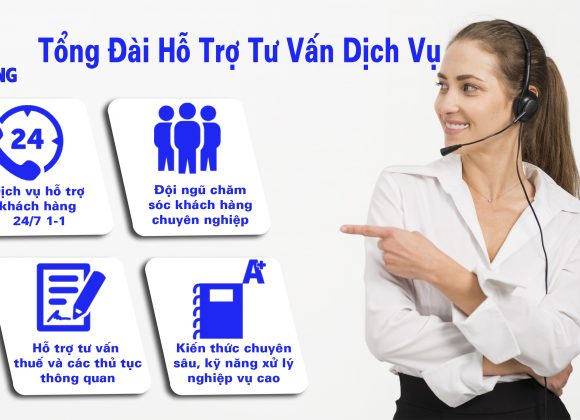 Tổng Đài Hỗ Trợ Tư Vấn Dịch Vụ
NG
24
Dịch vụ hỗ trợ
khách hàng
24/7 1-1
Đội ngũ chăm
sóc khách hàng
chuyên nghiệp
Hỗ trợ tư vấn
thuế và các thủ tục
thông quan
A+
Kiến thức chuyên
sâu, kỹ năng xử lý
nghiệp vụ cao